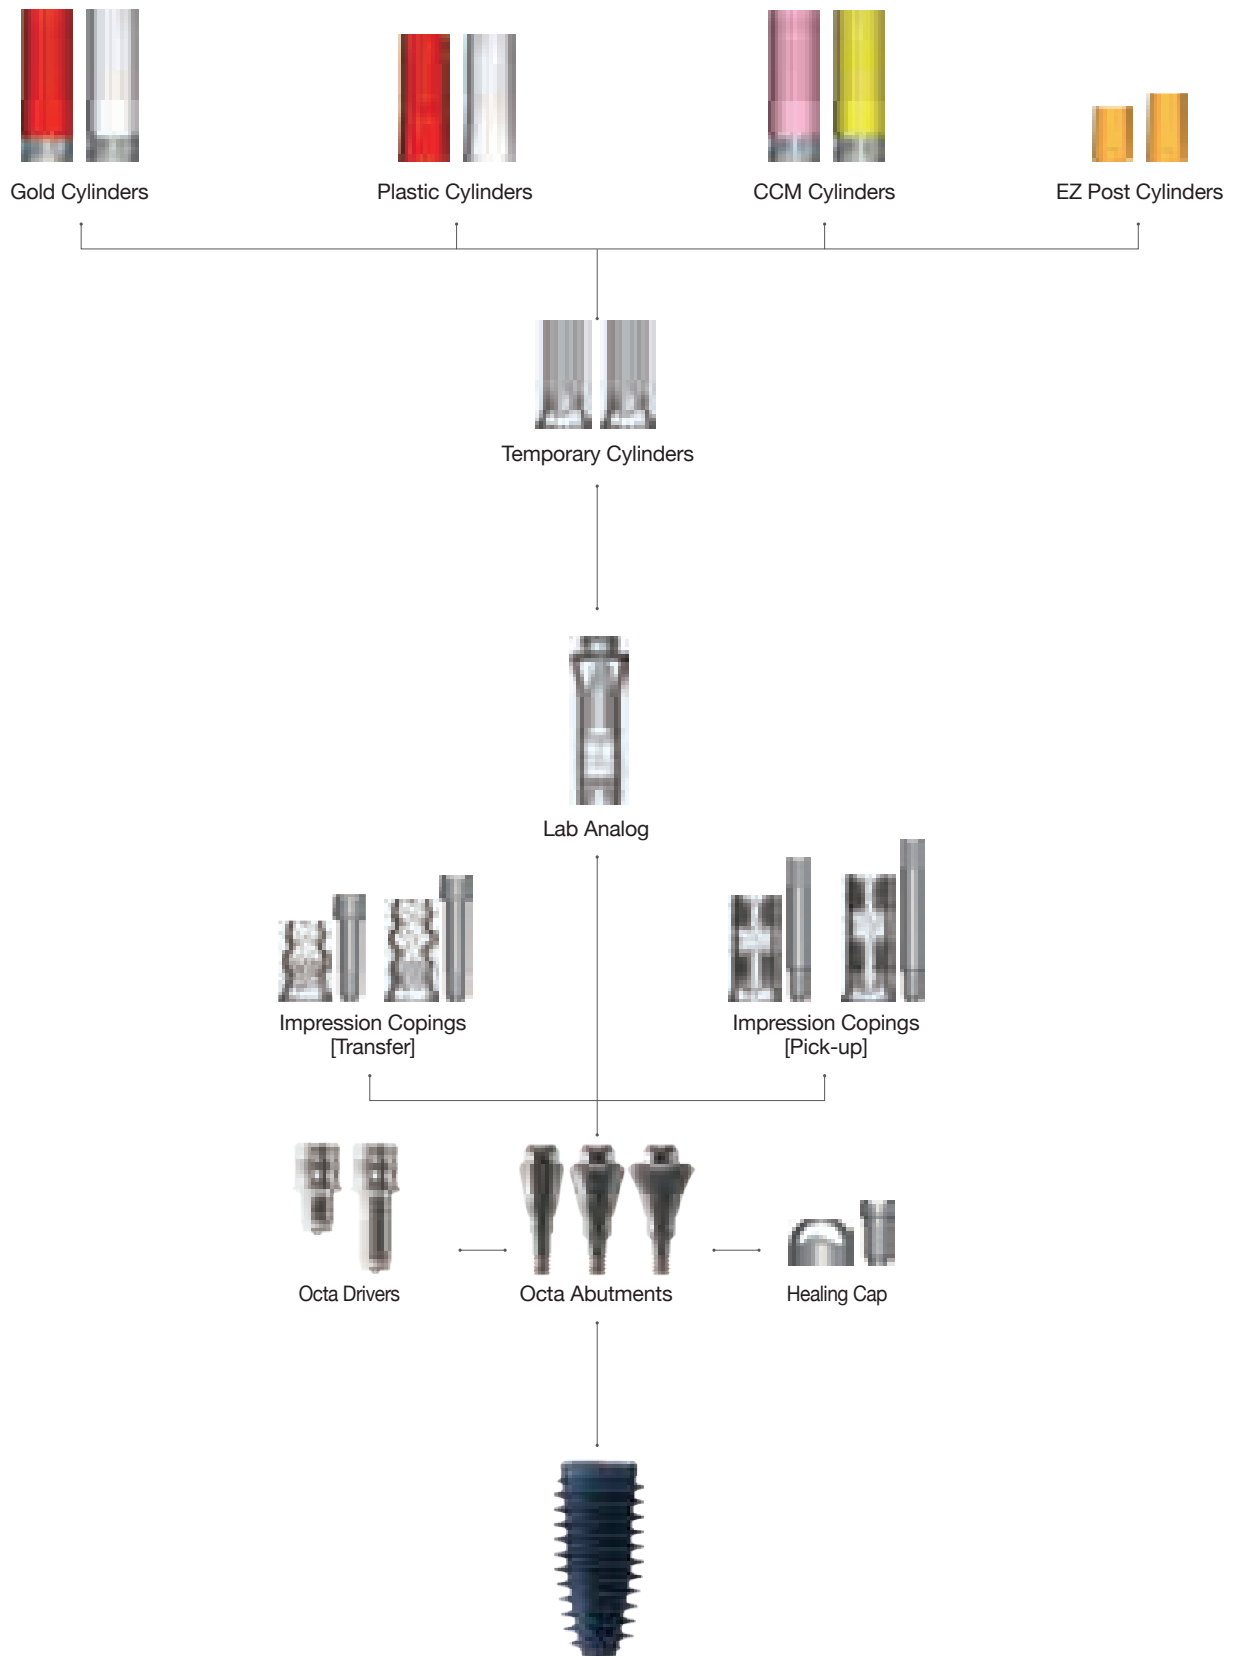 Gold Cylinders
Plastic Cylinders
CCM Cylinders
EZ Post Cylinders
Temporary Cylinders
Lab Analog
Impression Copings
[Transfer]
Impression Copings
[Pick-up]
Octa Drivers
Octa Abutments
Healing Cap